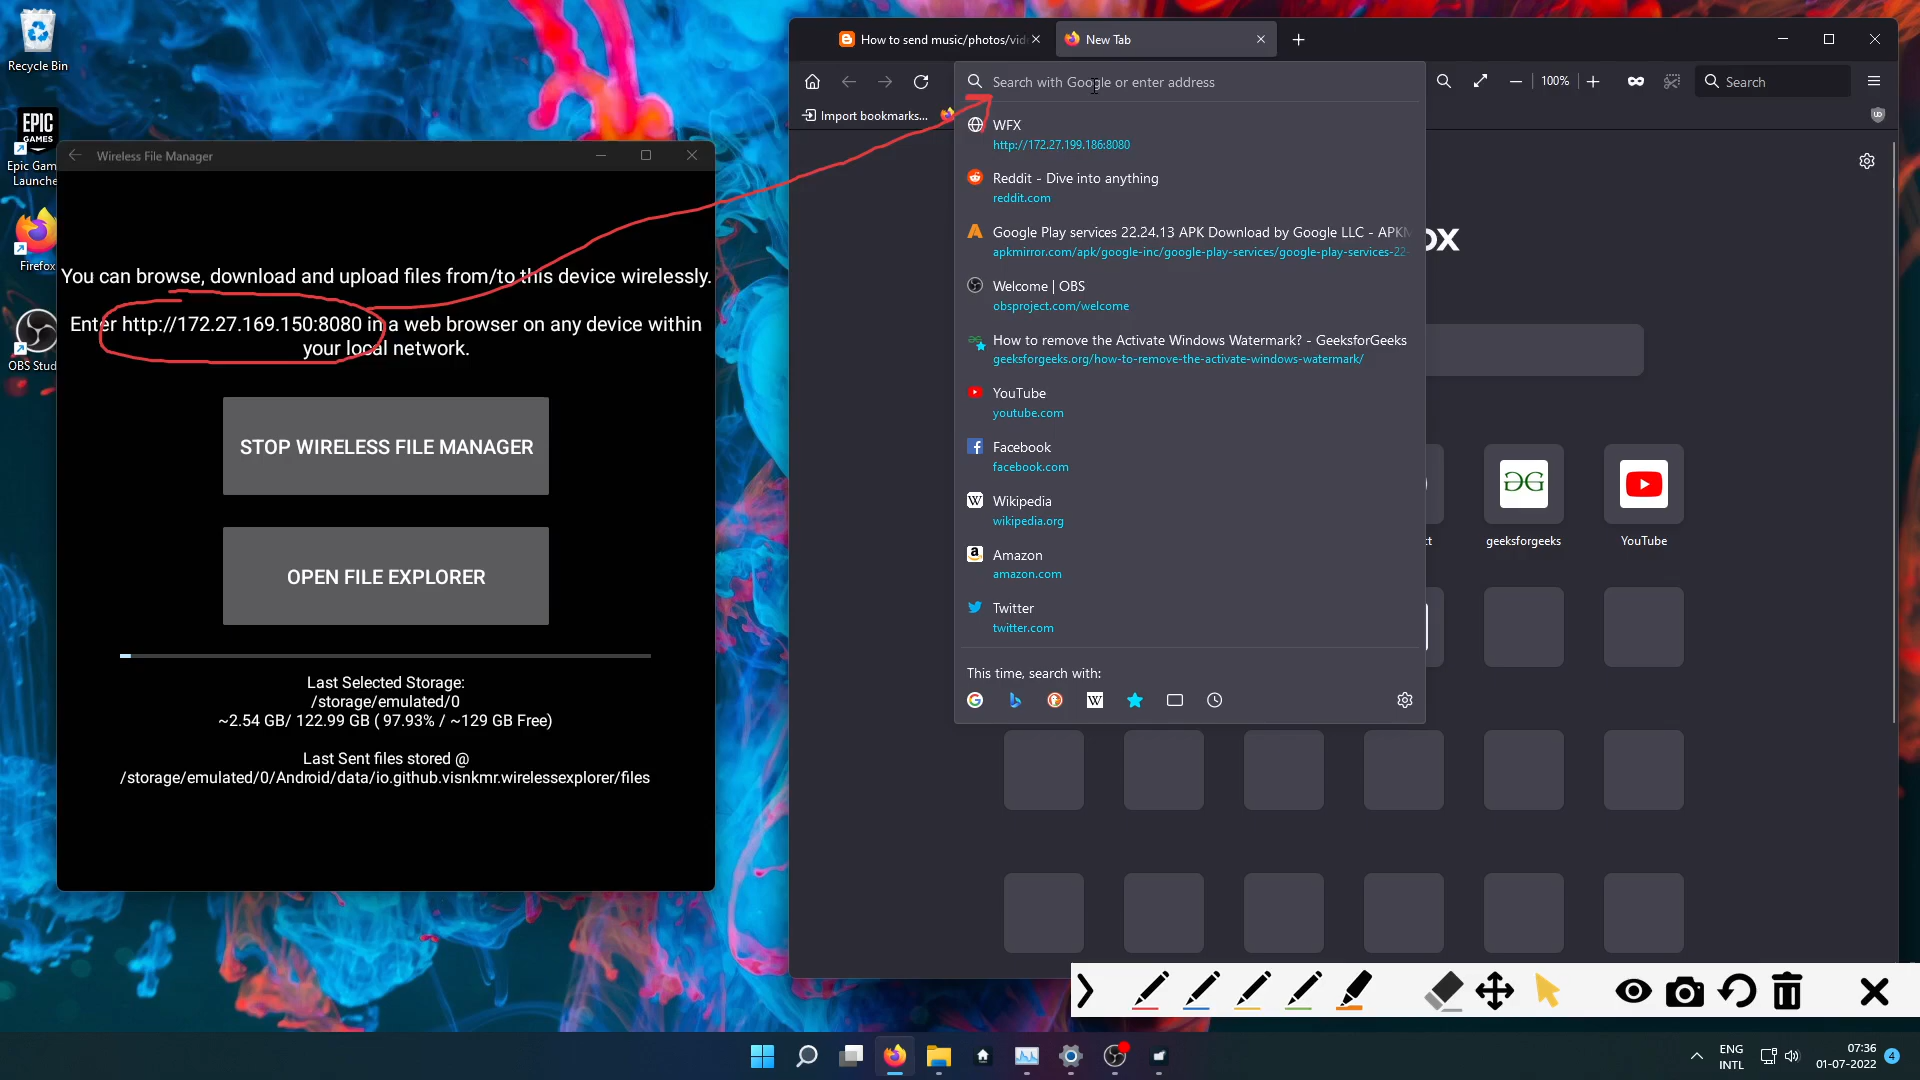 Recycle Bin
EPIC
GAMES
Epic Gam
Launche
Firefox
OBS Stud
Wireless File Manager
You can browse, download and upload files from/to this device wirelessly.
Enter http://172.27.169.150:8080 in a web browser on any device within
your local network.
STOP WIRELESS FILE MANAGER
OPEN FILE EXPLORER
Last Selected Storage:
/storage/emulated/0
~2.54 GB/ 122.99 GB ( 97.93% / ~129 GB Free)
Last Sent files stored @
/storage/emulated/0/Android/data/io.github.visnkmr.wirelessexplorer/files
How to send music/photos/vid
New Tab
Search with Google or enter address
100%
Search
Import bookmarks...
WFX
http://172.27.199.186:8080
Reddit - Dive into anything
reddit.com
Google Play services 22.24.13 APK Download by Google LLC - APKM
apkmirror.com/apk/google-inc/google-play-services/google-play-services-22-
Welcome | OBS
obsproject.com/welcome
How to remove the Activate Windows Watermark? - GeeksforGeeks
geeksforgeeks.org/how-to-remove-the-activate-windows-watermark/
YouTube
youtube.com
Facebook
facebook.com
Wikipedia
wikipedia.org
Amazon
amazon.com
Twitter
twitter.com
This time, search with:
ox
ct
geeksforgeeks
YouTube
ENG
INTL
07:36
01-07-2022
4